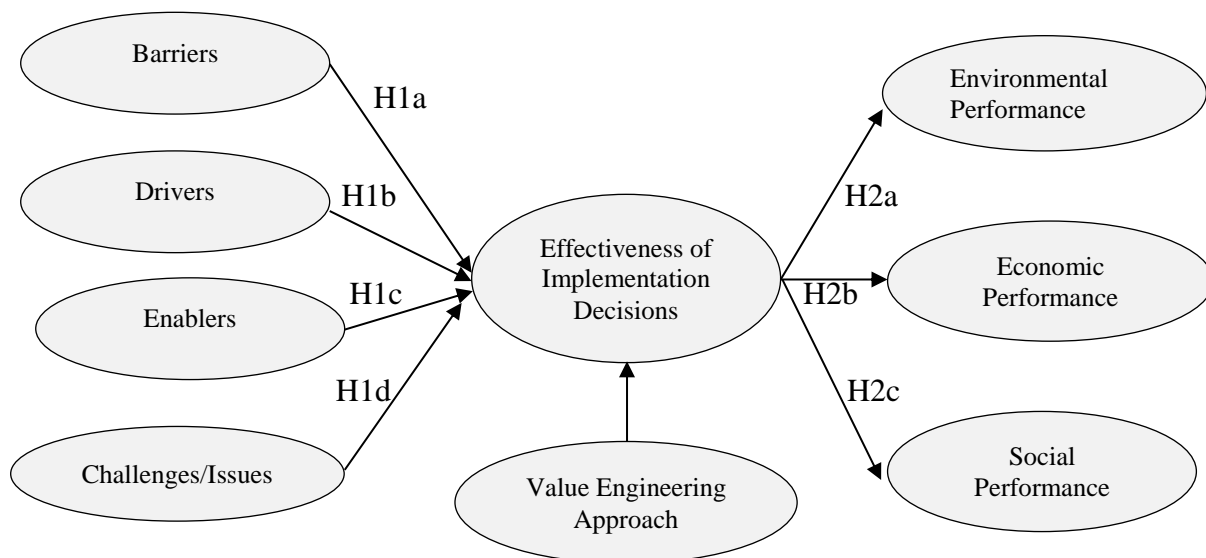 Barriers
H1a
Drivers
H1b
Enablers
H1c
Challenges/Issues
H1d
Effectiveness of
Implementation
Decisions
Value Engineering
Approach
Environmental
Performance
H2a
Economic
Performance
H2b
Social
Performance
H2c